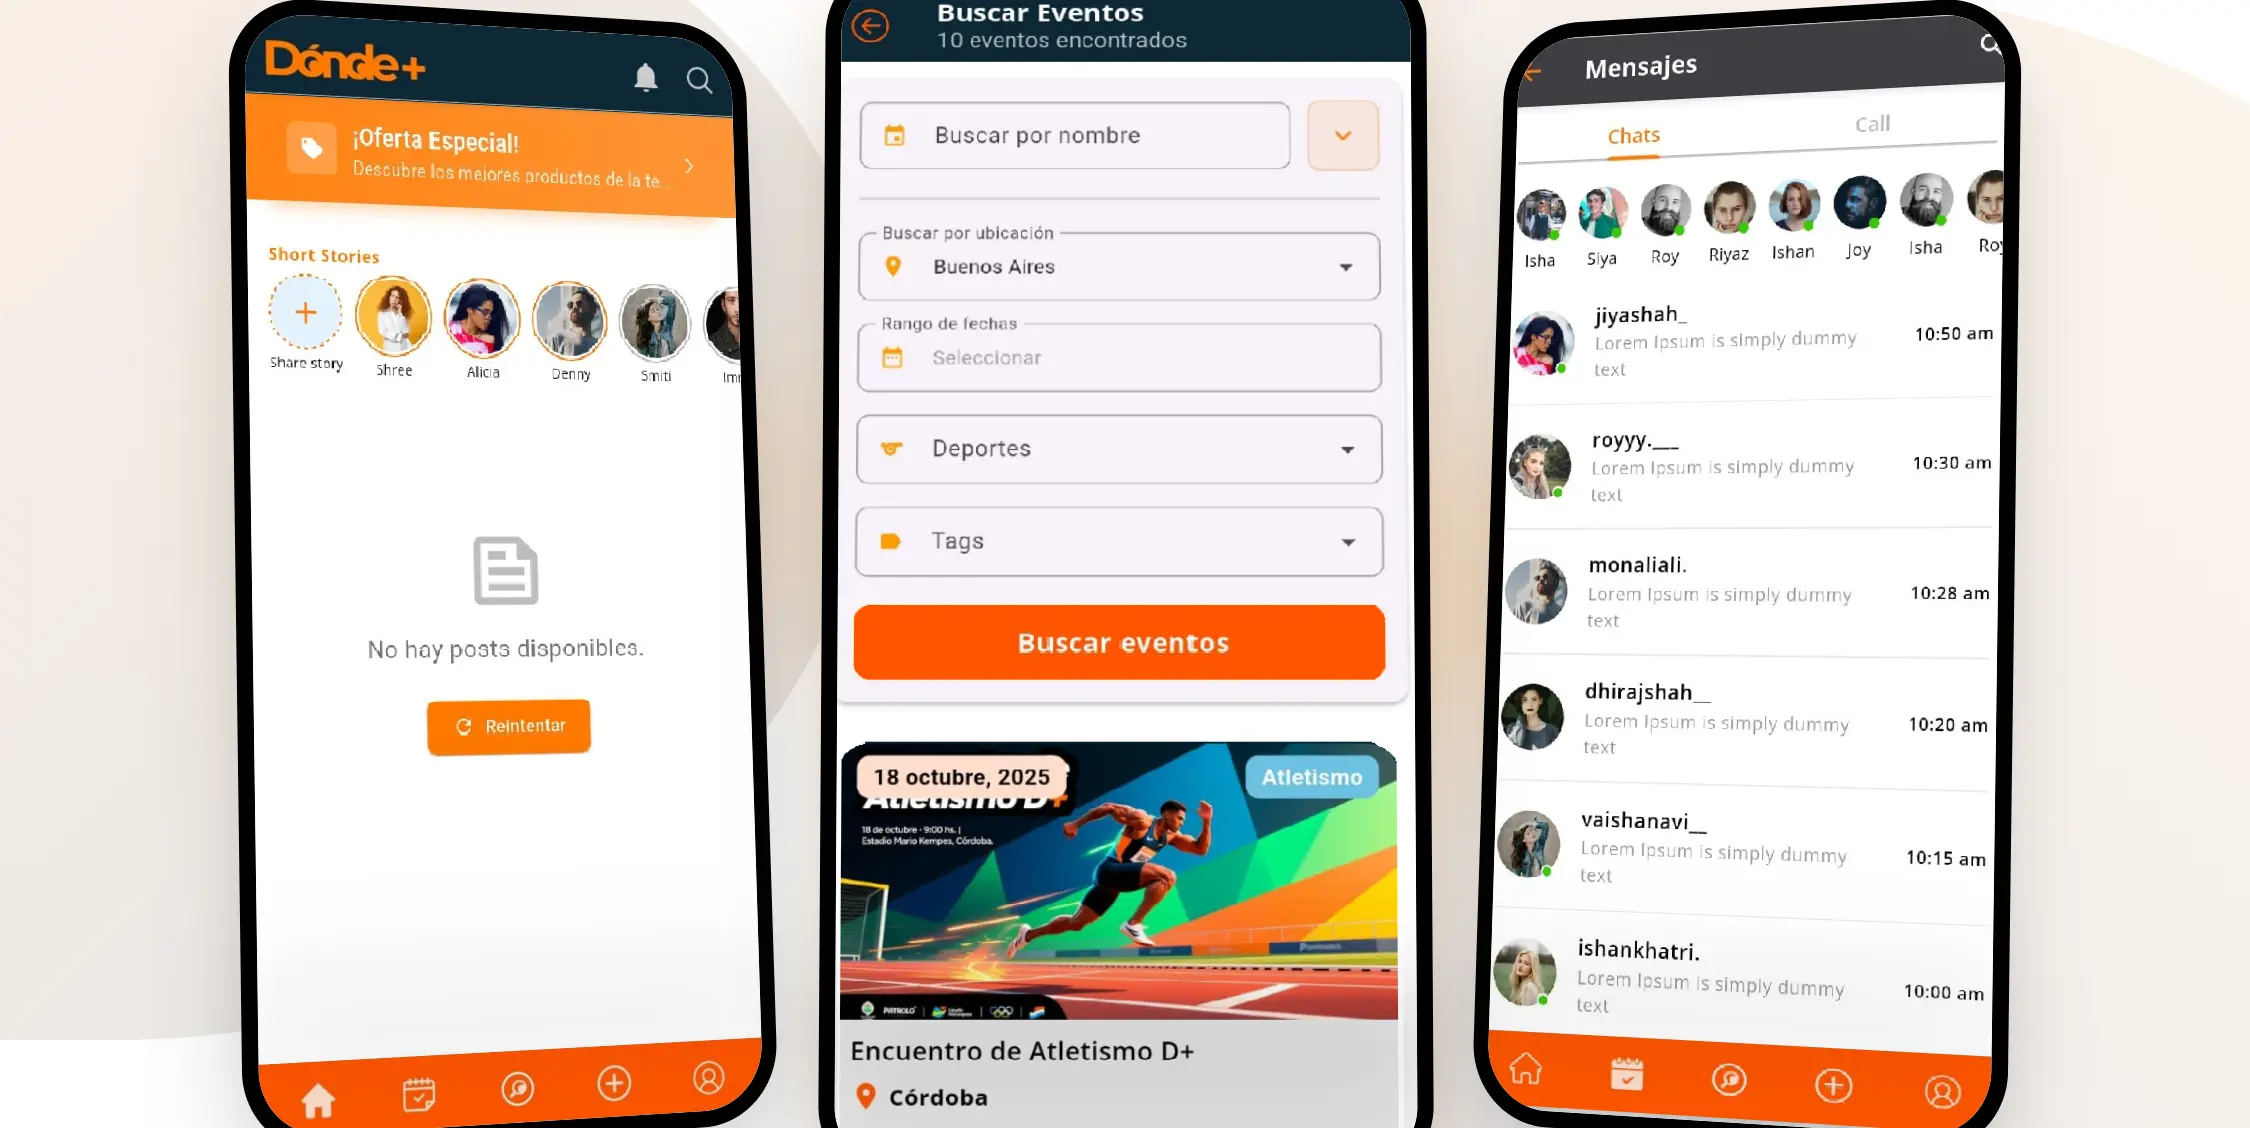 Dónde+
¡Oferta Especial!
Descubre los mejores productos de la te...
Short Stories
Share story
Shree
Alicia
Denny
Smiti
Imr
No hay posts disponibles.
Reintentar
Buscar Eventos
10 eventos encontrados
Buscar por nombre
Buscar por ubicación
Buenos Aires
Rango de fechas
Seleccionar
Deportes
Tags
Buscar eventos
18 octubre, 2025
Atletismo
Atletismo D+
18 de octubre - 9:00 hs. |
Estadio Mario Kempes, Córdoba.
Encuentro de Atletismo D+
Córdoba
Mensajes
Chats
Call
Isha
Siya
Roy
Riyaz
Ishan
Joy
Isha
Roy
jiyashah_
Lorem Ipsum is simply dummy
text
10:50 am
royyy.___
Lorem Ipsum is simply dummy
text
10:30 am
monaliali.
Lorem Ipsum is simply dummy
text
10:28 am
dhirajshah__
Lorem Ipsum is simply dummy
text
10:20 am
vaishanavi__
Lorem Ipsum is simply dummy
text
10:15 am
ishankhatri.
Lorem Ipsum is simply dummy
text
10:00 am